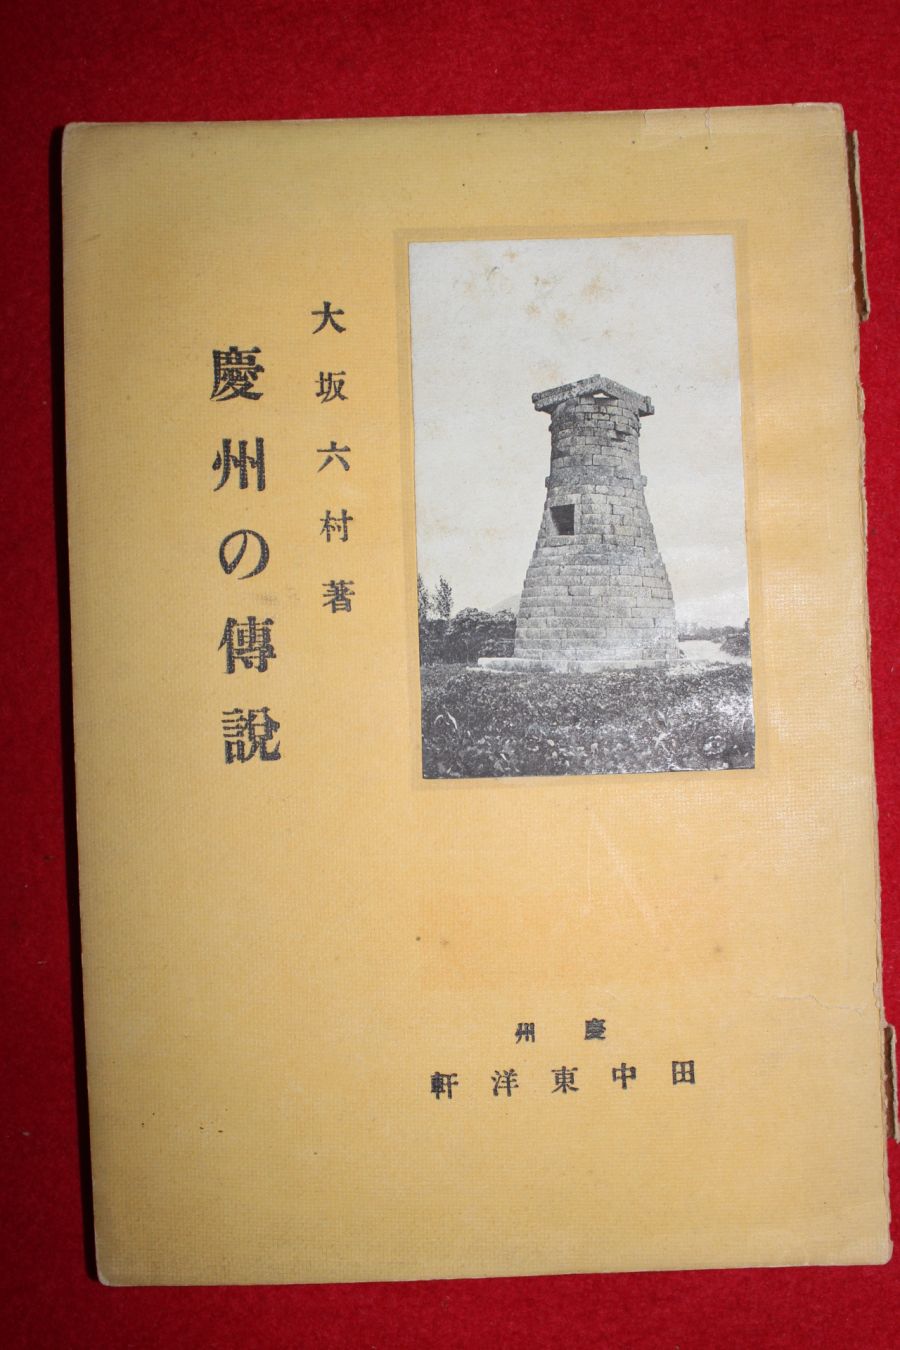 大坂六村著
慶州の傳說
慶州
田中東洋軒